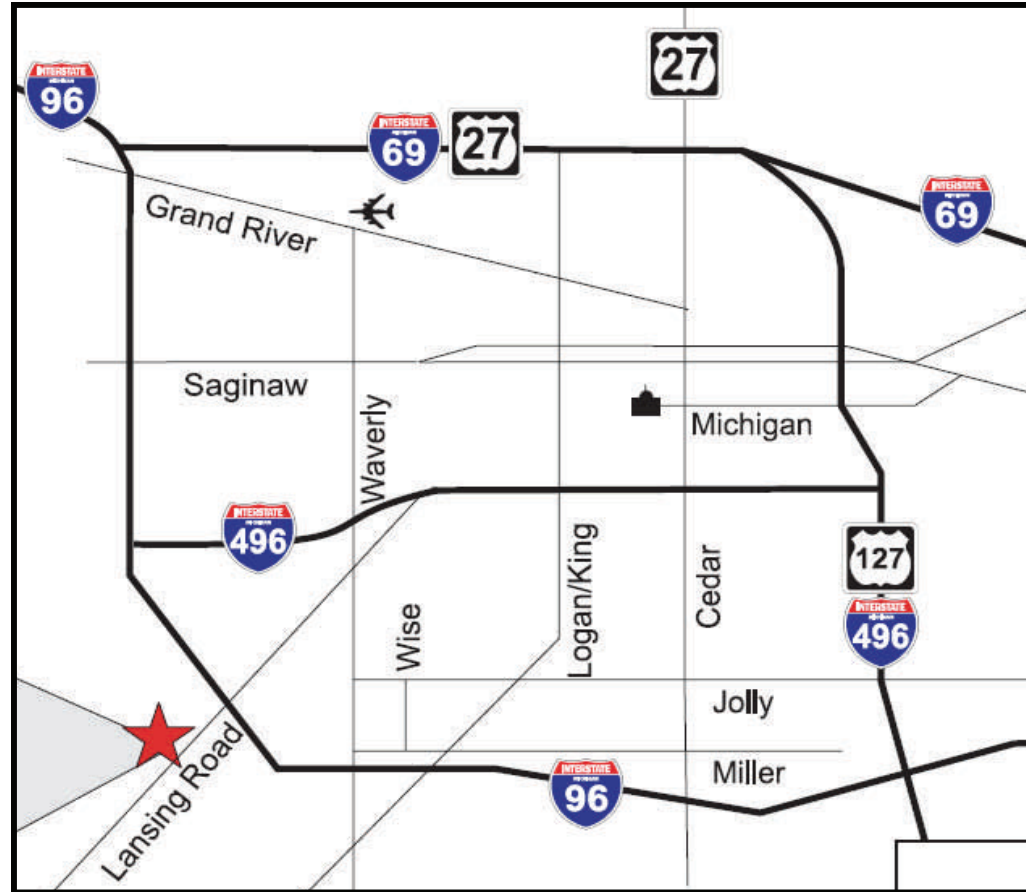 27
INTERSTATE
96
INTERSTATE
69
27
INTERSTATE
69
Grand River
Saginaw
Waverly
Michigan
INTERSTATE
496
127
Wise
Logan/King
Cedar
INTERSTATE
496
Jolly
Lansing Road
Miller
INTERSTATE
96